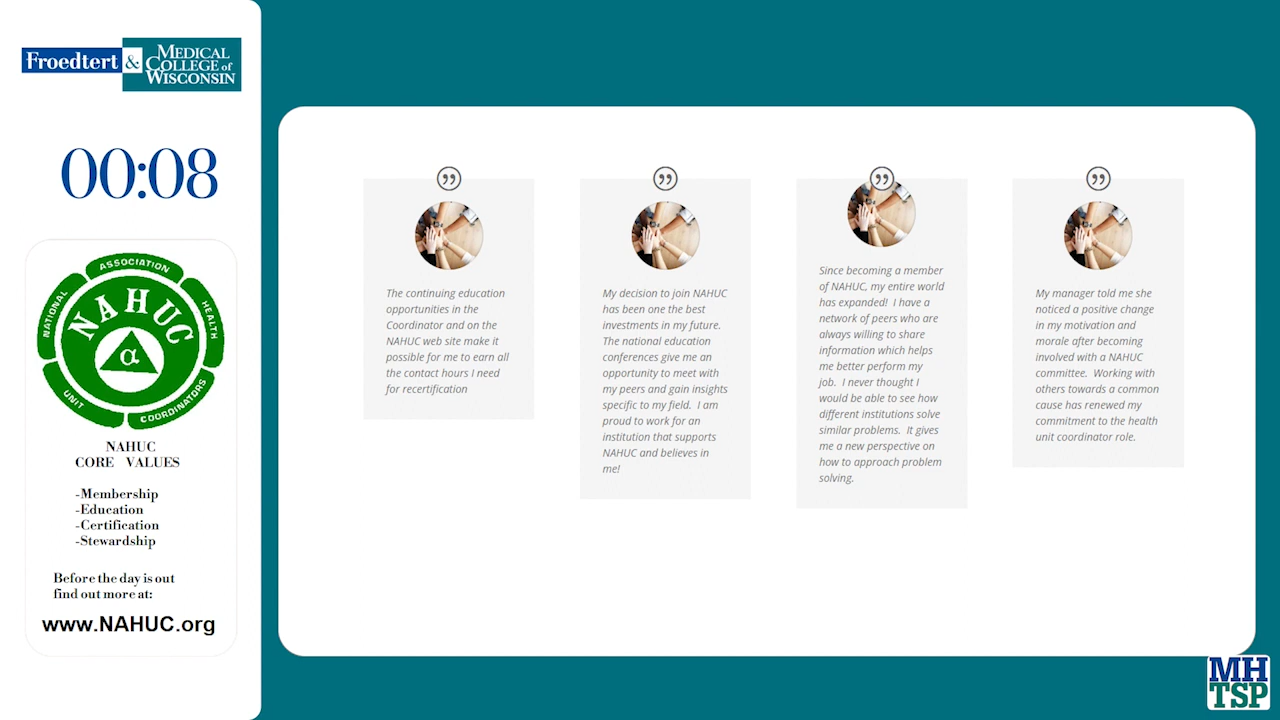 Froedtert & MEDICAL
COLLEGE of
WISCONSIN
00:08
NATIONAL ASSOCIATION HEALTH
NAHUC
α
UNIT COORDINATORS
NAHUC
CORE VALUES
-Membership
-Education
-Certification
-Stewardship
Before the day is out
find out more at:
www.NAHUC.org
The continuing education
opportunities in the
Coordinator and on the
NAHUC web site make it
possible for me to earn all
the contact hours I need
for recertification
My decision to join NAHUC
has been one the best
investments in my future.
The national education
conferences give me an
opportunity to meet with
my peers and gain insights
specific to my field. I am
proud to work for an
institution that supports
NAHUC and believes in
me!
Since becoming a member
of NAHUC, my entire world
has expanded! I have a
network of peers who are
always willing to share
information which helps
me better perform my
job. I never thought I
would be able to see how
different institutions solve
similar problems. It gives
me a new perspective on
how to approach problem
solving.
My manager told me she
noticed a positive change
in my motivation and
morale after becoming
involved with a NAHUC
committee. Working with
others towards a common
cause has renewed my
commitment to the health
unit coordinator role.
MH
TSP